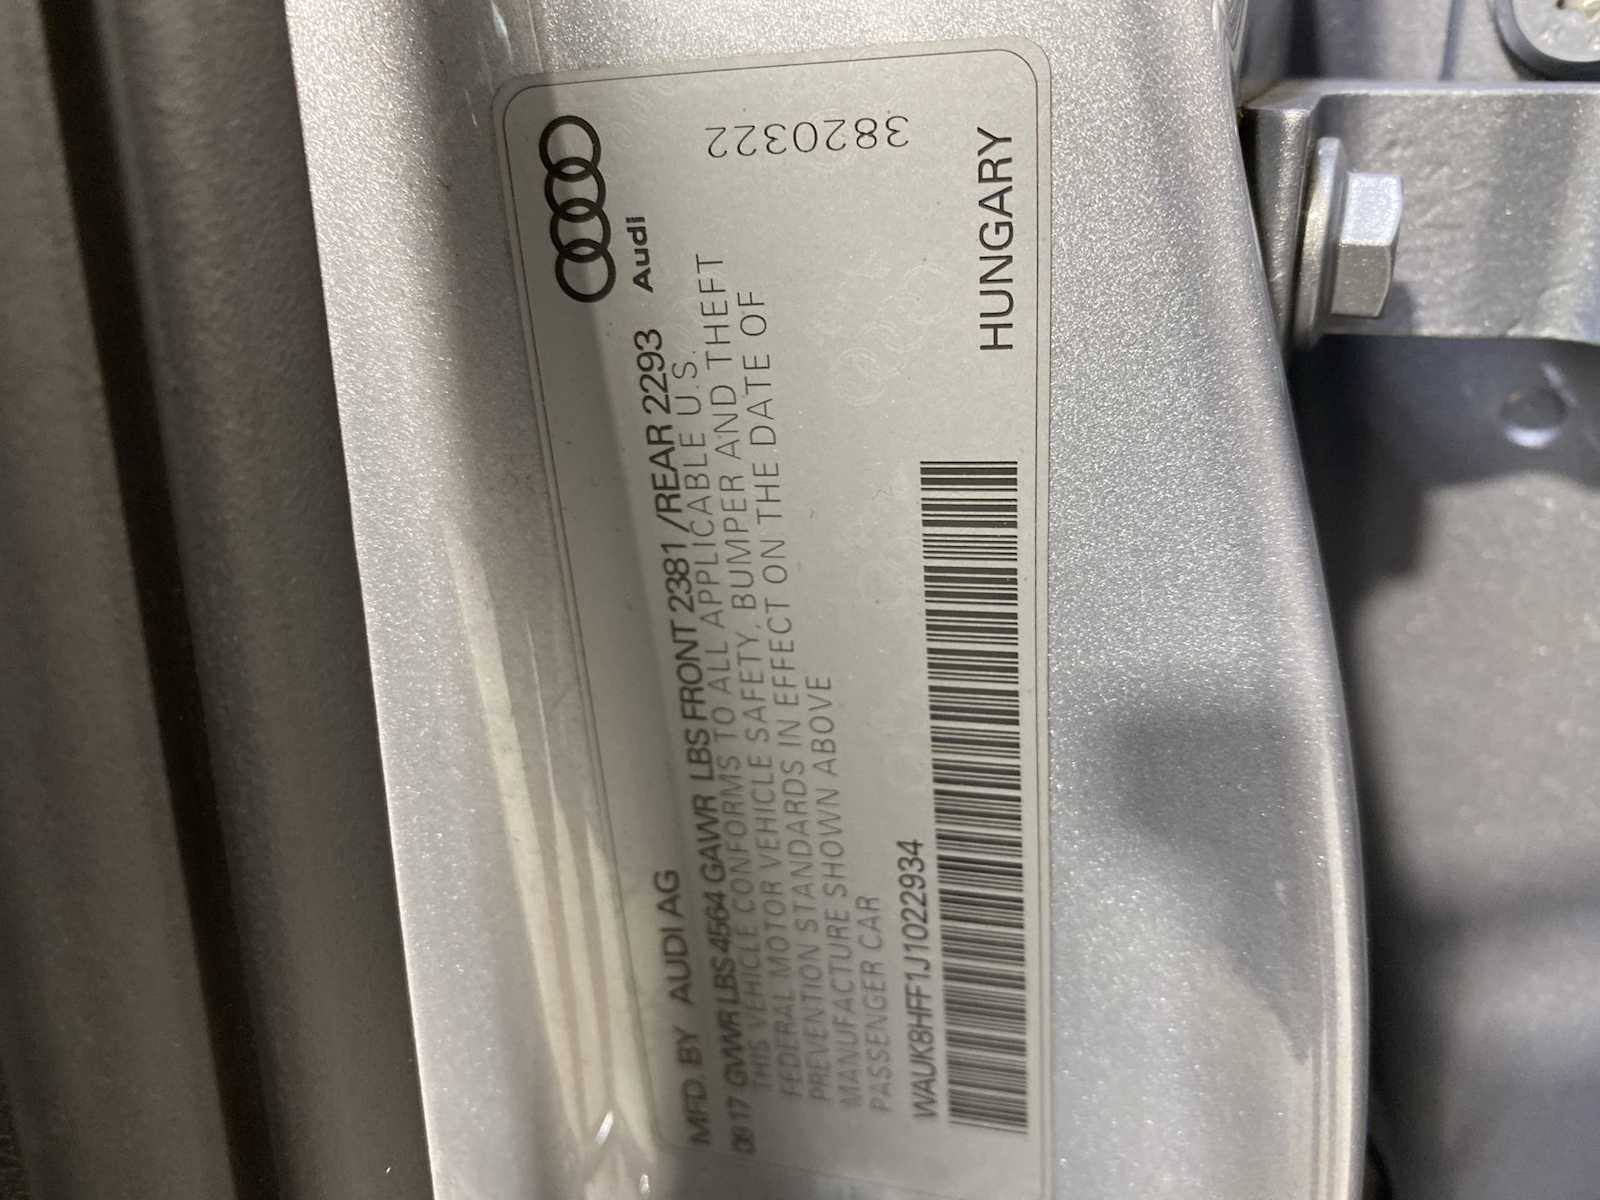 MFD. BY AUDI AG
Audi
09 17 GVWR LBS 4564 GAWR LBS FRONT 2381 / REAR 2293
THIS VEHICLE CONFORMS TO ALL APPLICABLE U.S.
FEDERAL MOTOR VEHICLE SAFETY, BUMPER AND THEFT
PREVENTION STANDARDS IN EFFECT ON THE DATE OF
MANUFACTURE SHOWN ABOVE
PASSENGER CAR
WAUK8HFF1J1022934
HUNGARY
3820322